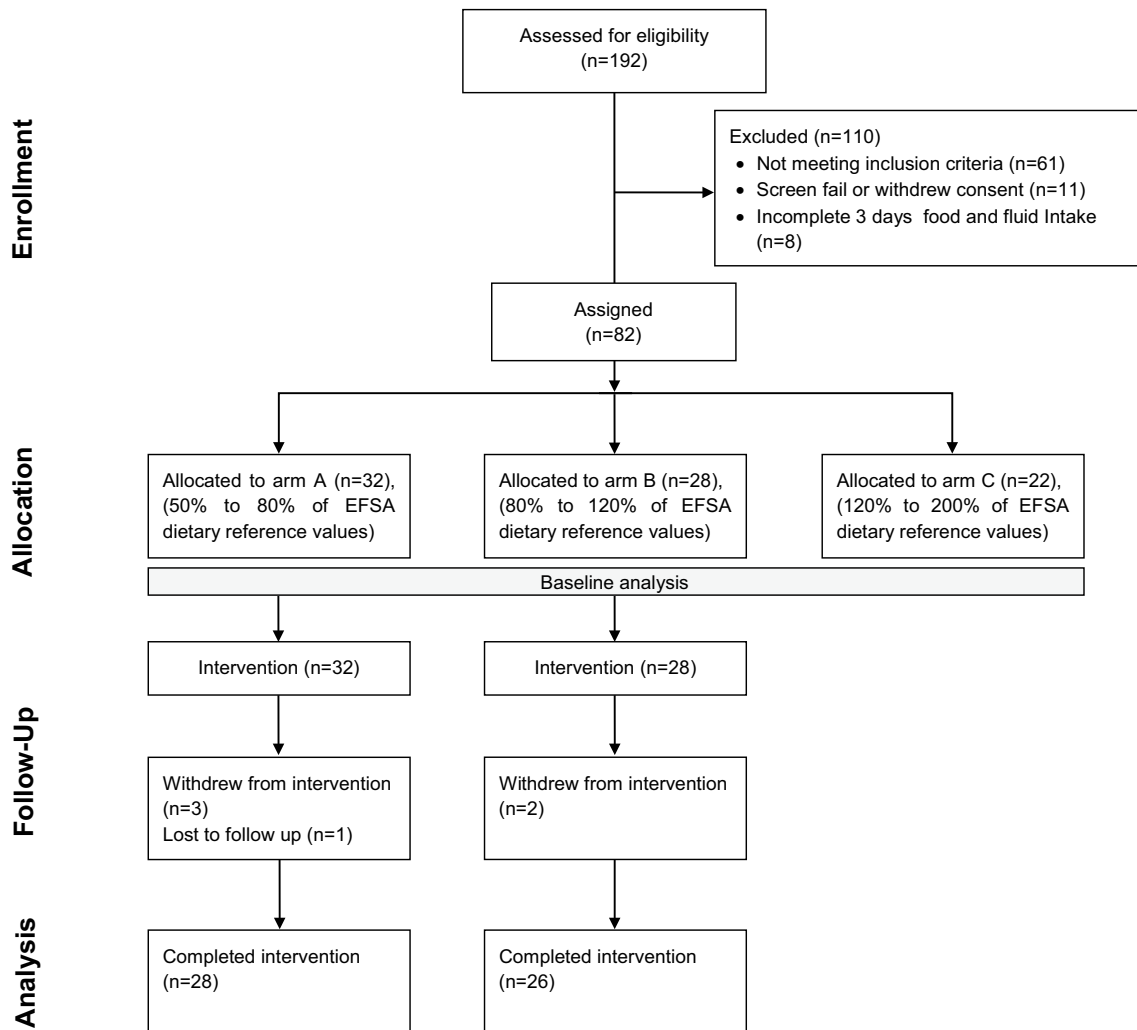 Assessed for eligibility
(n=192)
Enrollment
Excluded (n=110)
• Not meeting inclusion criteria (n=61)
• Screen fail or withdrew consent (n=11)
• Incomplete 3 days food and fluid Intake
(n=8)
Assigned
(n=82)
Allocation
Allocated to arm A (n=32),
(50% to 80% of EFSA
dietary reference values)
Allocated to arm B (n=28),
(80% to 120% of EFSA
dietary reference values)
Allocated to arm C (n=22),
(120% to 200% of EFSA
dietary reference values)
Baseline analysis
Intervention (n=32)
Intervention (n=28)
Follow-Up
Withdrew from intervention
(n=3)
Lost to follow up (n=1)
Withdrew from intervention
(n=2)
Analysis
Completed intervention
(n=28)
Completed intervention
(n=26)